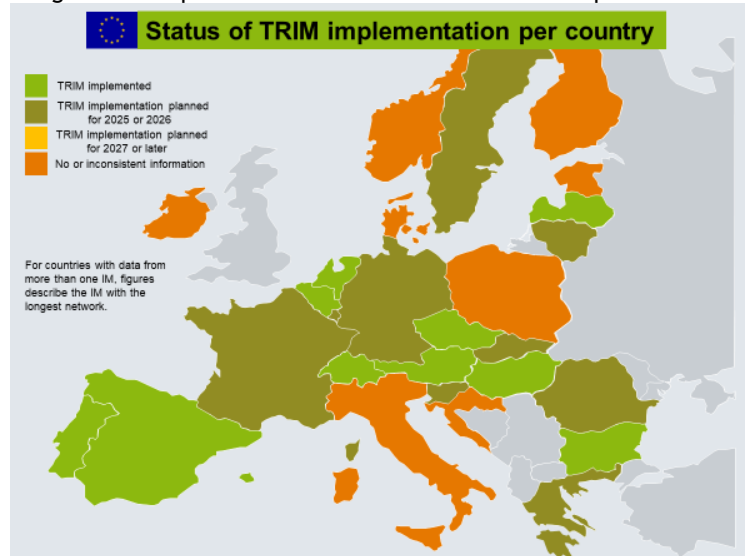 Status of TRIM implementation per country
TRIM implemented
TRIM implementation planned
for 2025 or 2026
TRIM implementation planned
for 2027 or later
No or inconsistent information
For countries with data from
more than one IM, figures
describe the IM with the
longest network.